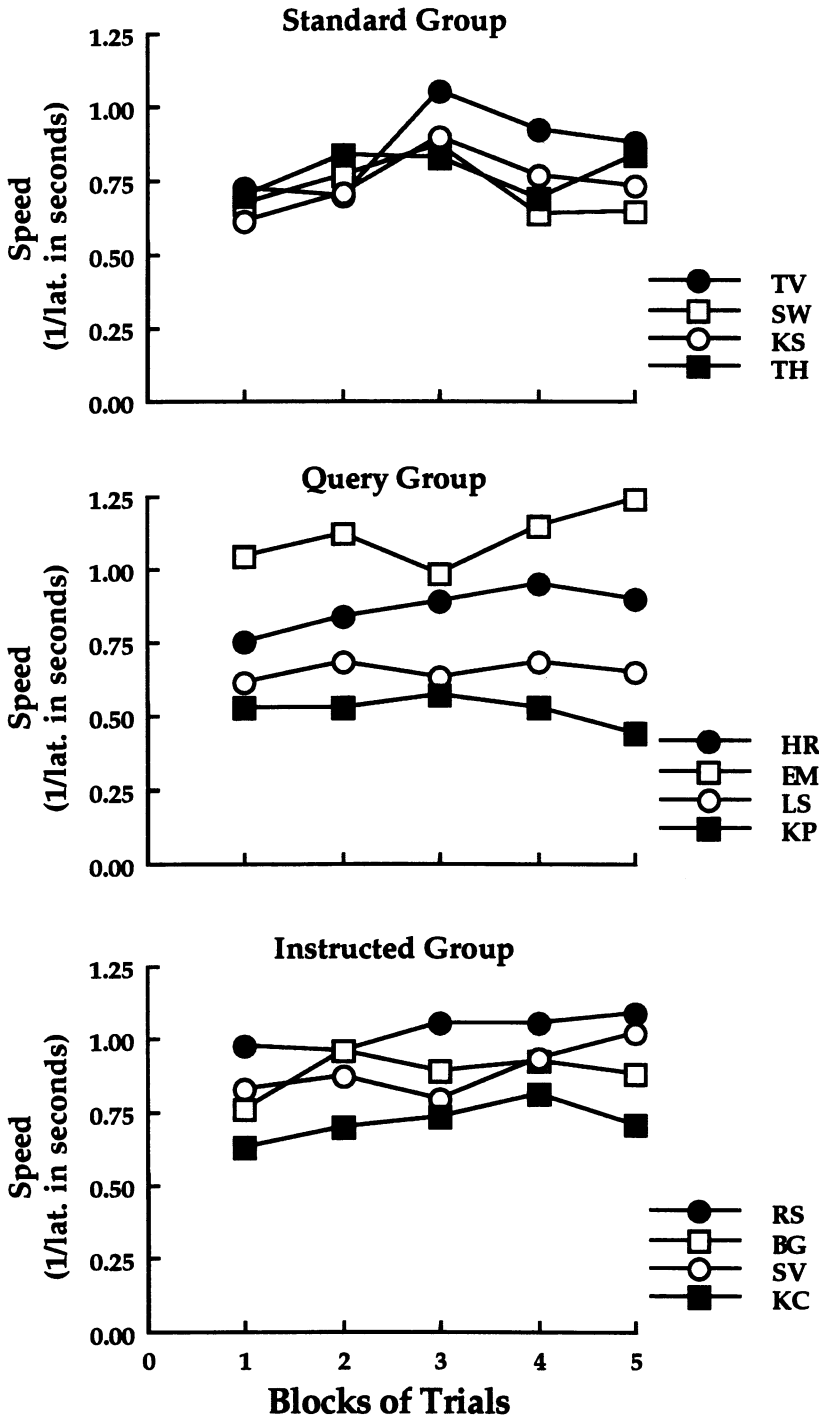 Standard Group
1.25
1.00
0.75
0.50
0.25
0.00
Speed
(1/lat. in seconds)
TV
SW
KS
TH
Query Group
1.25
1.00
0.75
0.50
0.25
0.00
Speed
(1/lat. in seconds)
HR
EM
LS
KP
Instructed Group
1.25
1.00
0.75
0.50
0.25
0.00
Speed
(1/lat. in seconds)
RS
BG
SV
KC
0 1 2 3 4 5
Blocks of Trials